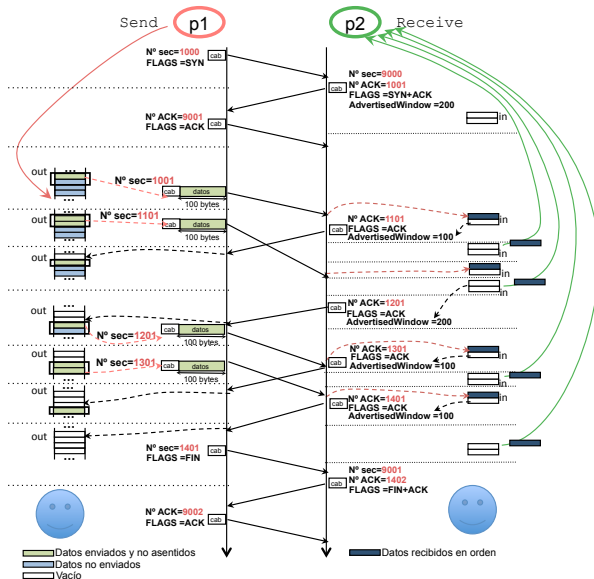 Send p1 p2 Receive
Nº sec=1000
FLAGS =SYN
cab
Nº sec=9000
Nº ACK=1001
FLAGS =SYN+ACK
AdvertisedWindow =200
cab
in
Nº ACK=9001
FLAGS =ACK
cab
out
...
...
Nº sec=1001
cab datos
100 bytes
out
...
...
Nº sec=1101
cab datos
100 bytes
Nº ACK=1101
FLAGS =ACK
AdvertisedWindow =100
cab
in
in
out
...
...
in
in
Nº ACK=1201
FLAGS =ACK
AdvertisedWindow =200
cab
out
...
...
Nº sec=1201
cab datos
100 bytes
Nº ACK=1301
FLAGS =ACK
AdvertisedWindow =100
cab
in
in
out
...
...
Nº sec=1301
cab datos
100 bytes
Nº ACK=1401
FLAGS =ACK
AdvertisedWindow =100
cab
in
out
...
...
out
...
...
in
Nº sec=1401
FLAGS =FIN
cab
Nº sec=9001
Nº ACK=1402
FLAGS =FIN+ACK
cab
Nº ACK=9002
FLAGS =ACK
cab
Datos enviados y no asentidos
Datos no enviados
Vacío
Datos recibidos en orden